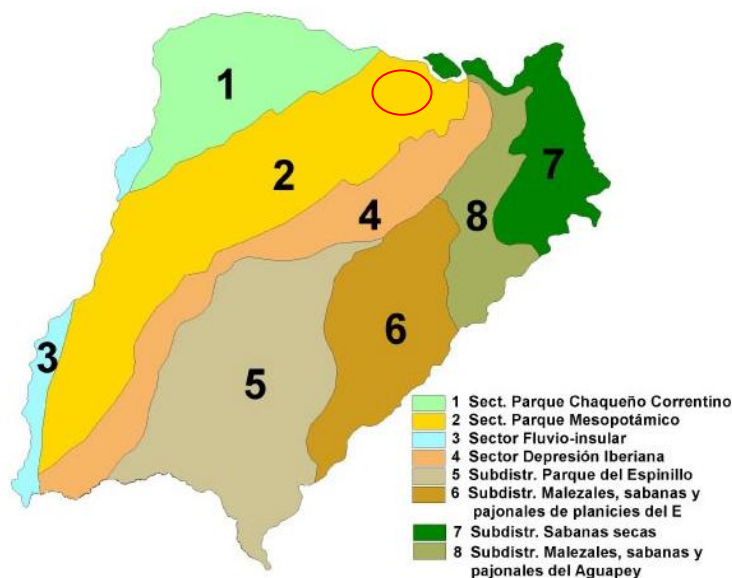 1
2
3
4
5
6
7
8
1 Sect. Parque Chaqueño Correntino
2 Sect. Parque Mesopotámico
3 Sector Fluvio-insular
4 Sector Depresión Iberiana
5 Subdistr. Parque del Espinillo
6 Subdistr. Malezales, sabanas y
pajonales de planicies del E
7 Subdistr. Sabanas secas
8 Subdistr. Malezales, sabanas y
pajonales del Aguapey